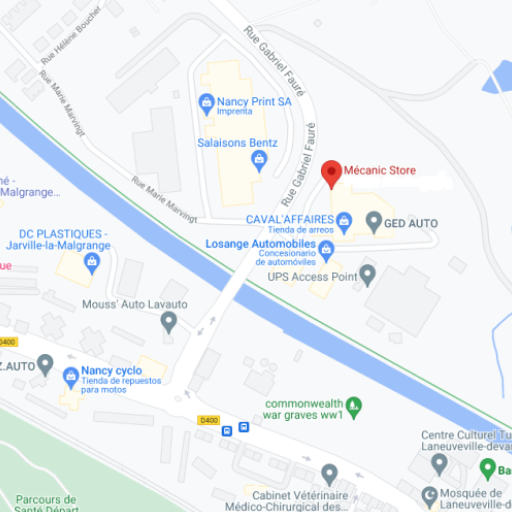 Rue Hélène Boucher
Rue Gabriel Fauré
Rue Marie Marvingt
Nancy Print SA
Imprenta
Salaisons Bentz
Rue Gabriel Fauré
Mécanic Store
Rue Marie Marvingt
né -
Malgrange...
CAVAL'AFFAIRES
Tienda de arreos
GED AUTO
DC PLASTIQUES -
Jarville-la-Malgrange
Losange Automobiles
Concesionario
de automóviles
UPS Access Point
ue
Mouss' Auto Lavauto
D400
Z.AUTO
Nancy cyclo
Tienda de repuestos
para motos
commonwealth
war graves ww1
D400
Centre Culturel Tu
Laneuveville-deva
Ba
Cabinet Vétérinaire
Médico-Chirurgical des...
Mosquée de
Laneuveville-de
Parcours de
Santé Départ